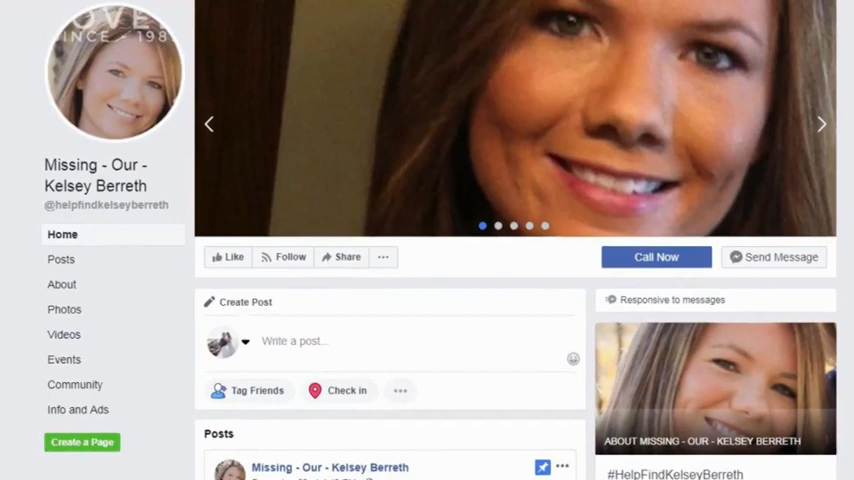 SINCE - 198
Missing - Our -
Kelsey Berreth
@helpfindkelseyberreth
Home
Posts
About
Photos
Videos
Events
Community
Info and Ads
Create a Page
Like
Follow
Share
Call Now
Send Message
Create Post
Write a post...
Tag Friends
Check in
Posts
Missing - Our - Kelsey Berreth
Responsive to messages
ABOUT MISSING - OUR - KELSEY BERRETH
#HelpFindKelseyBerreth